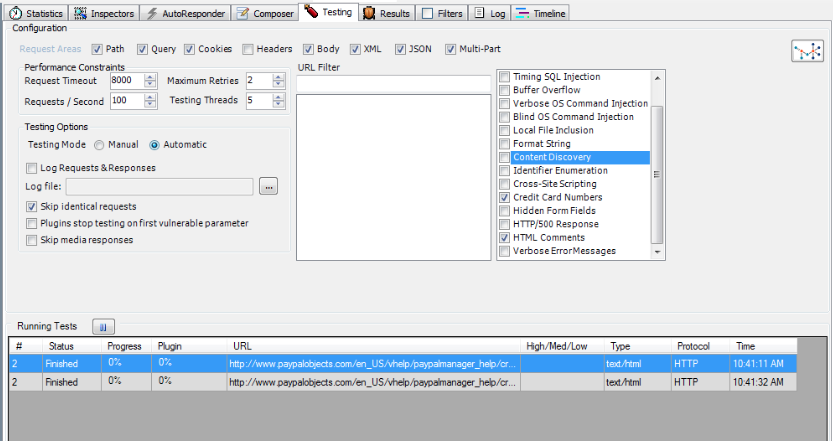 Statistics Inspectors AutoResponder Composer Testing Results Filters Log Timeline
Configuration
Request Areas Path Query Cookies Headers Body XML JSON Multi-Part
Performance Constraints
Request Timeout 8000 Maximum Retries 2
Requests / Second 100 Testing Threads 5
Testing Options
Testing Mode Manual Automatic
Log Requests & Responses
Log file: ...
Skip identical requests
Plugins stop testing on first vulnerable parameter
Skip media responses
URL Filter
Timing SQL Injection
Buffer Overflow
Verbose OS Command Injection
Blind OS Command Injection
Local File Inclusion
Format String
Content Discovery
Identifier Enumeration
Cross-Site Scripting
Credit Card Numbers
Hidden Form Fields
HTTP/500 Response
HTML Comments
Verbose Error Messages
Running Tests
# Status Progress Plugin URL High/Med/Low Type Protocol Time
2 Finished 0% 0% http://www.paypalobjects.com/en_US/vhelp/paypalmanager_help/cr... text/html HTTP 10:41:11 AM
2 Finished 0% 0% http://www.paypalobjects.com/en_US/vhelp/paypalmanager_help/cr... text/html HTTP 10:41:32 AM